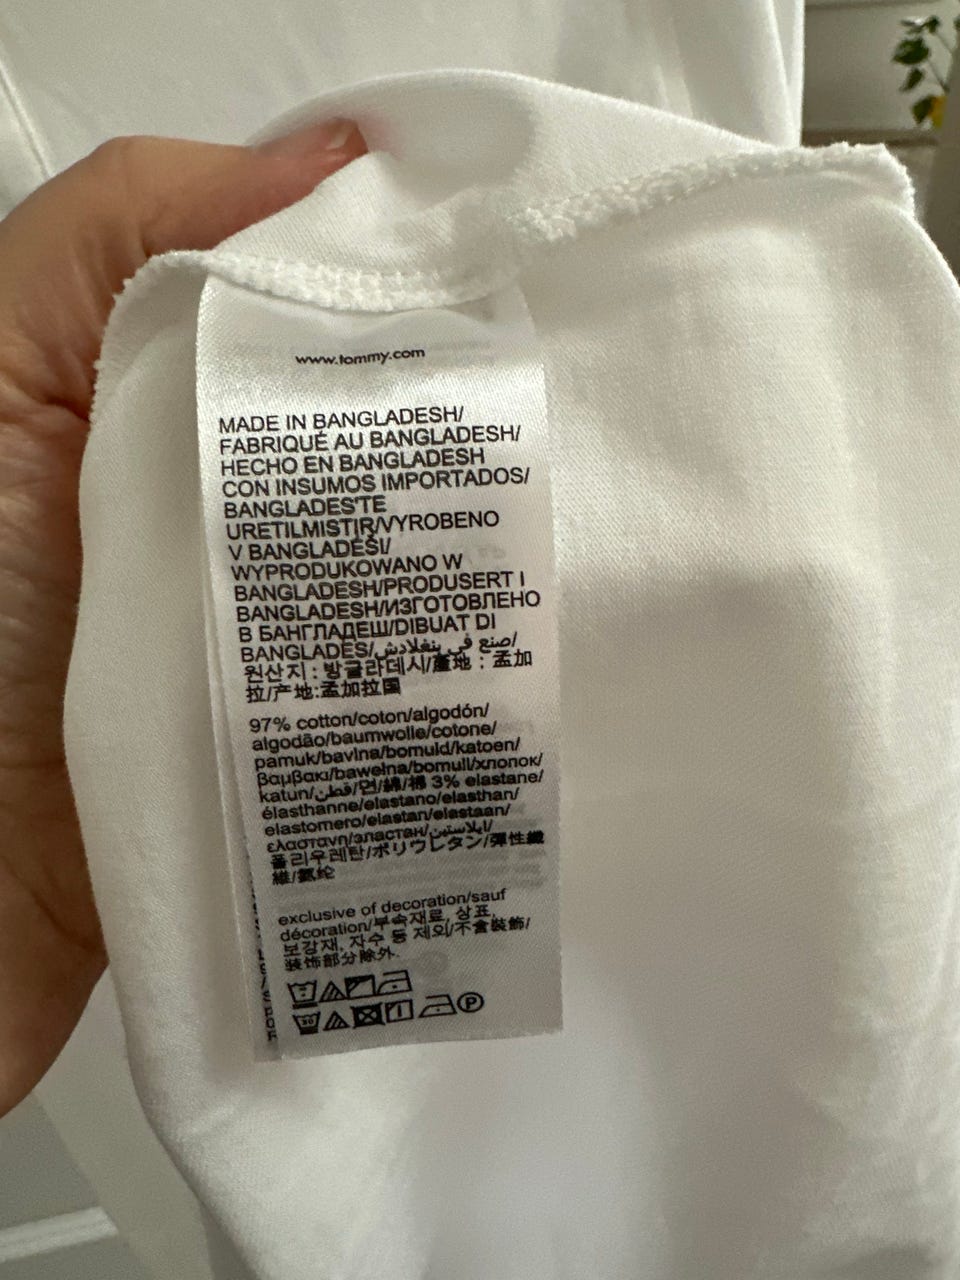 www.tommy.com
MADE IN BANGLADESH/
FABRIQUÉ AU BANGLADESH/
HECHO EN BANGLADESH
CON INSUMOS IMPORTADOS/
BANGLADEŞ'TE
URETILMISTIR/VYROBENO
V BANGLADÉŠI/
WYPRODUKOWANO W
BANGLADESH/PRODUSERT I
BANGLADESH/ИЗГОТОВЛЕНО
В БАНГЛАДЕШ/DIBUAT DI
BANGLADES/صنع في بنغلادش/
원산지 : 방글라데시/產地 : 孟加
拉/产地:孟加拉国
97% cotton/coton/algodón/
algodão/baumwolle/cotone/
pamuk/bavlna/bomuld/katoen/
βαμβακι/bawełna/bomull/хлопок/
katun/قطن/면/綿/棉 3% elastane/
élasthanne/elastano/elasthan/
elastomero/elastan/elastaan/
ελαστανη/эластан/ايلاستين/
폴리우레탄/ポリウレタン/彈性纖
維/氨纶
exclusive of decoration/sauf
décoration/부속재료, 상표,
보강재, 자수 등 제외/不含裝飾/
装饰部分除外.
30
P